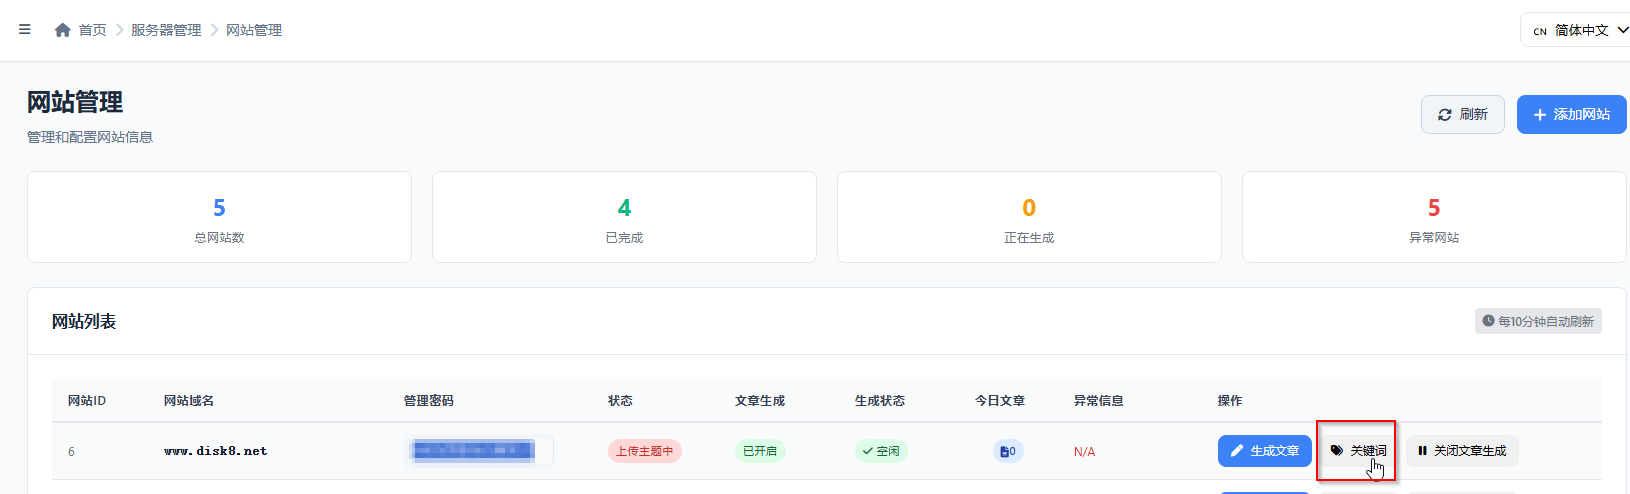 首页 服务器管理 网站管理
CN 简体中文
网站管理
管理和配置网站信息
刷新
添加网站
5
总网站数
4
已完成
0
正在生成
5
异常网站
网站列表
每10分钟自动刷新
网站ID 网站域名 管理密码 状态 文章生成 生成状态 今日文章 异常信息 操作
6 www.disk8.net 上传主题中 已开启 空闲 0 N/A 生成文章 关键词 关闭文章生成